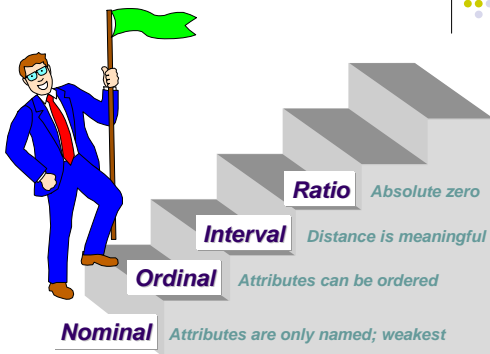 Ratio Absolute zero
Interval Distance is meaningful
Ordinal Attributes can be ordered
Nominal Attributes are only named; weakest